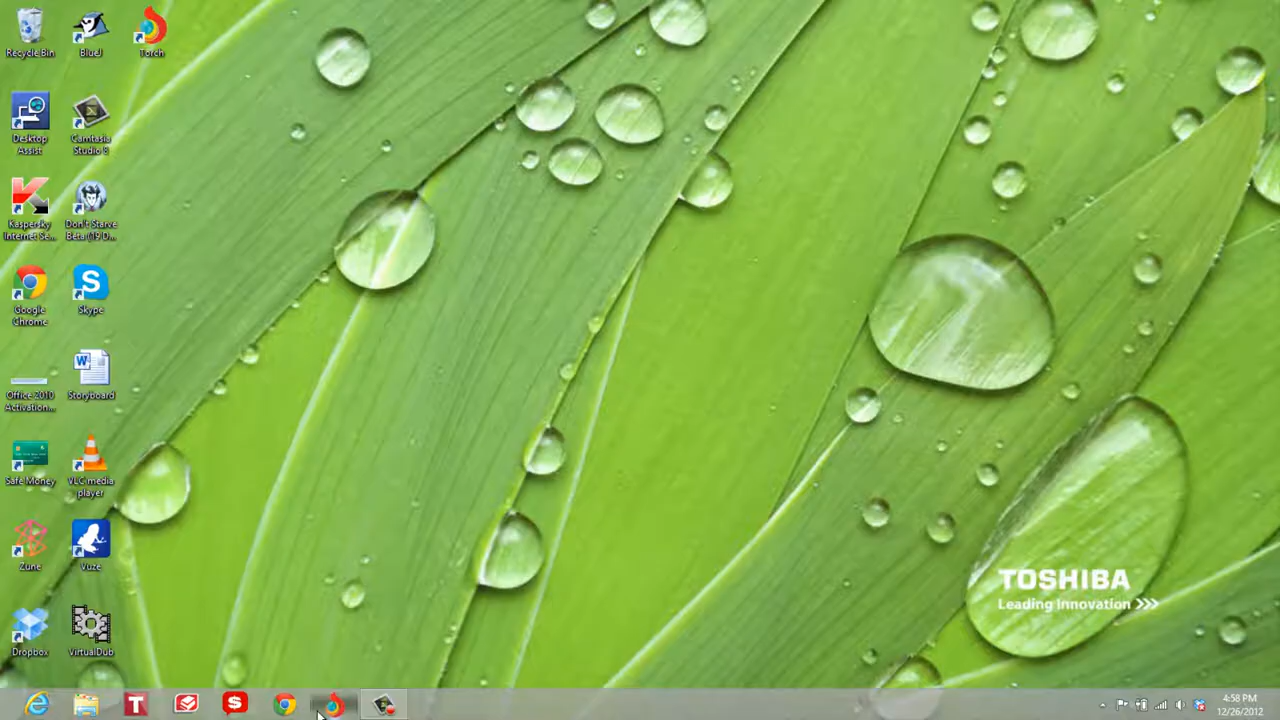 Recycle Bin
BlueJ
Torch
Desktop
Assist
Camtasia
Studio 8
Kaspersky
Internet Se...
Don't Starve
Beta (19 D...
Google
Chrome
Skype
Office 2010
Activation...
Storyboard
Safe Money
VLC media
player
Zune
Vuze
Dropbox
VirtualDub
TOSHIBA
Leading Innovation >>>
4:58 PM
12/26/2012